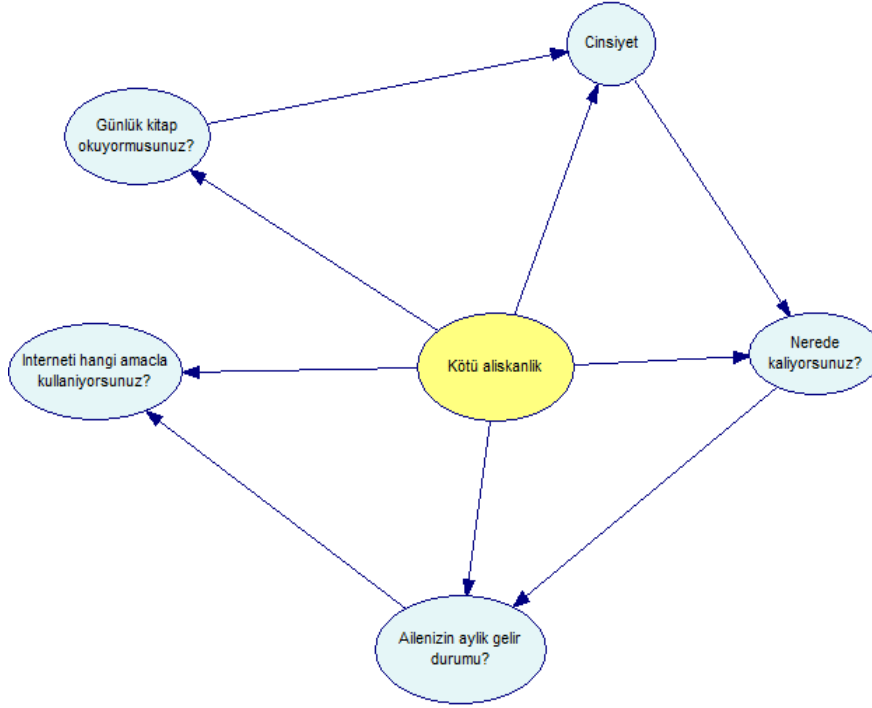 Cinsiyet
Günlük kitap
okuyormusunuz?
Interneti hangi amacla
kullaniyorsunuz?
Kötü aliskanlik
Nerede
kaliyorsunuz?
Ailenizin aylik gelir
durumu?